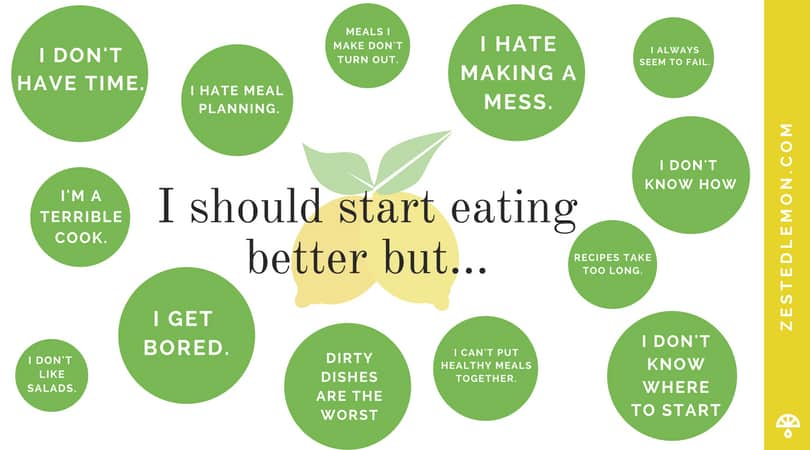 I DON'T
HAVE TIME.
I HATE MEAL
PLANNING.
MEALS I
MAKE DON'T
TURN OUT.
I HATE
MAKING A
MESS.
I ALWAYS
SEEM TO FAIL.
I'M A
TERRIBLE
COOK.
I should start eating
better but...
I DON'T
KNOW HOW
RECIPES TAKE
TOO LONG.
I GET
BORED.
I DON'T
LIKE
SALADS.
DIRTY
DISHES
ARE THE
WORST
I CAN'T PUT
HEALTHY MEALS
TOGETHER.
I DON'T
KNOW
WHERE
TO START
ZESTEDLEMON.COM